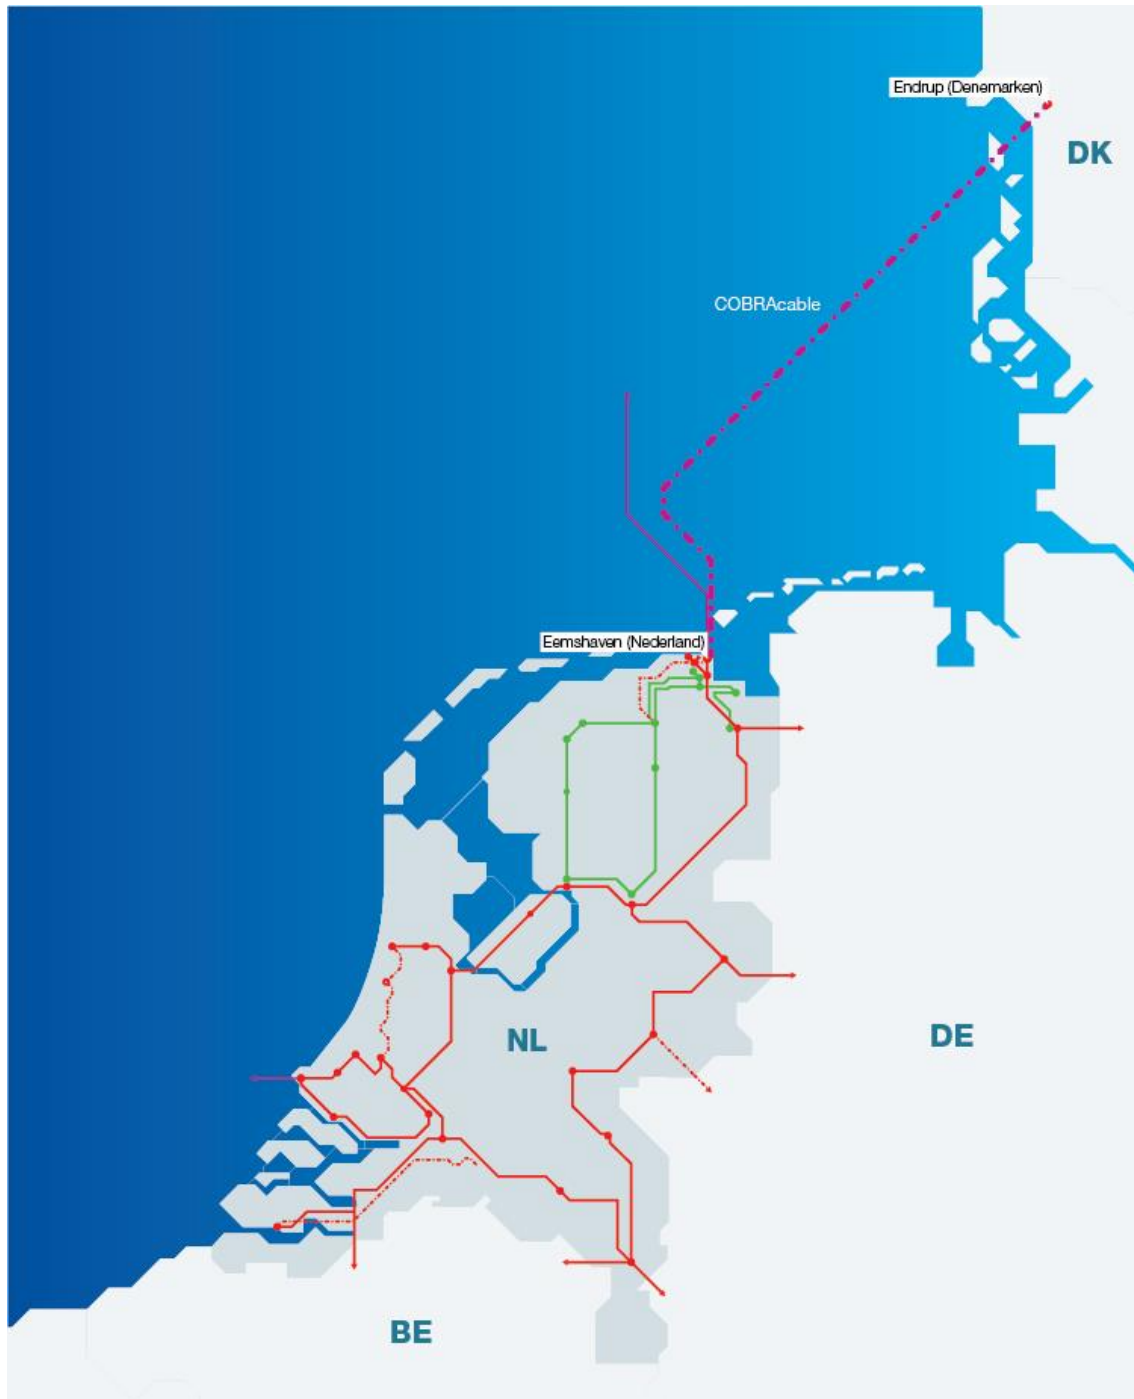 Endrup (Denemarken)
DK
COBRAcable
Eemshaven (Nederland)
NL
DE
BE